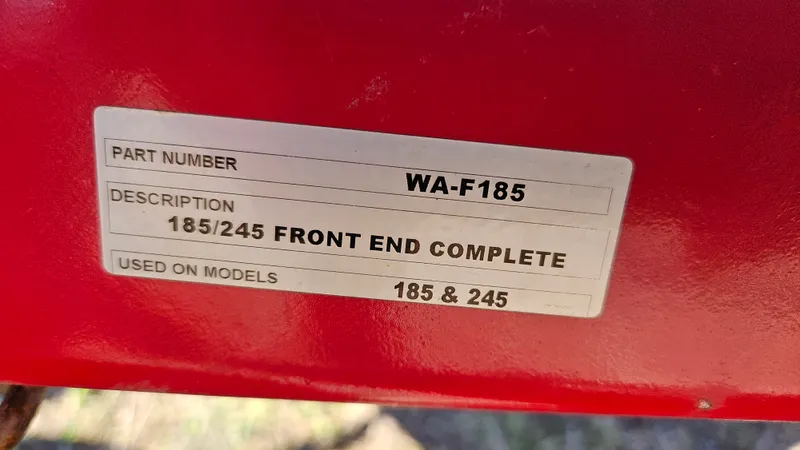 PART NUMBER
WA-F185
DESCRIPTION
185/245 FRONT END COMPLETE
USED ON MODELS
185 & 245